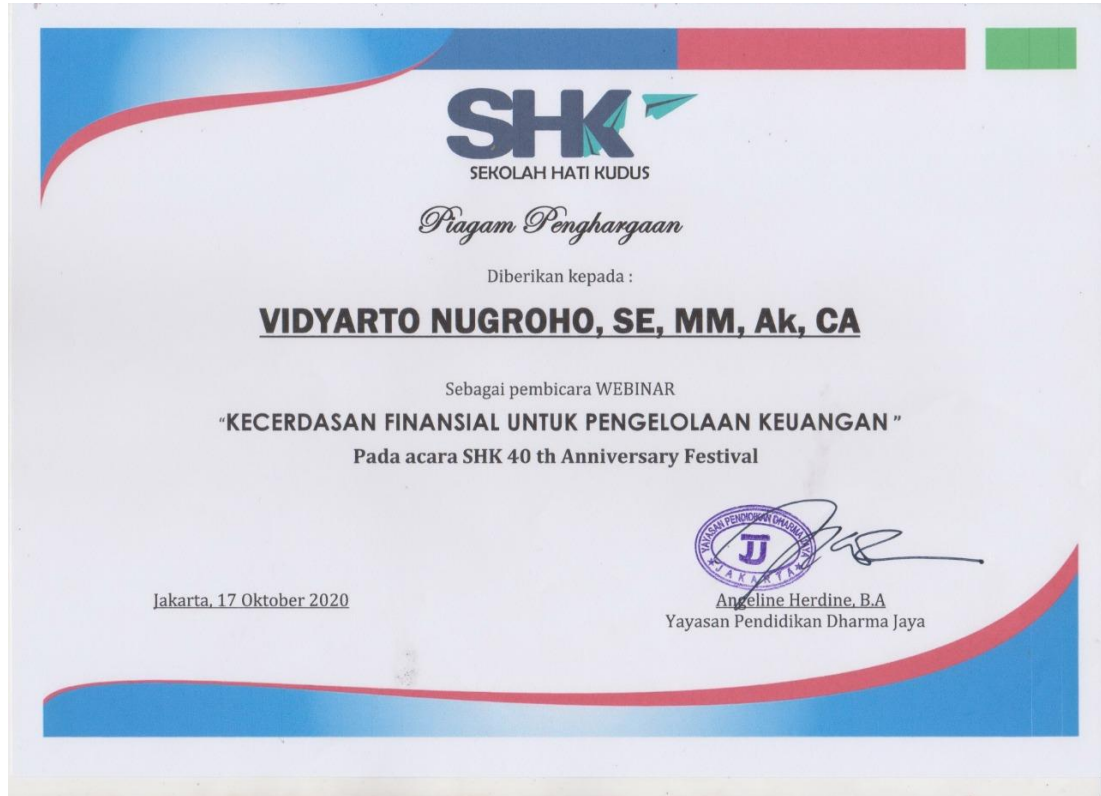 SHK
SEKOLAH HATI KUDUS
Piagam Penghargaan
Diberikan kepada :
VIDYARTO NUGROHO, SE, MM, Ak, CA
Sebagai pembicara WEBINAR
“KECERDASAN FINANSIAL UNTUK PENGELOLAAN KEUANGAN ”
Pada acara SHK 40 th Anniversary Festival
YAYASAN PENDIDIKAN DHARMA JAYA
JAKARTA
Jakarta, 17 Oktober 2020
Angeline Herdine, B.A
Yayasan Pendidikan Dharma Jaya